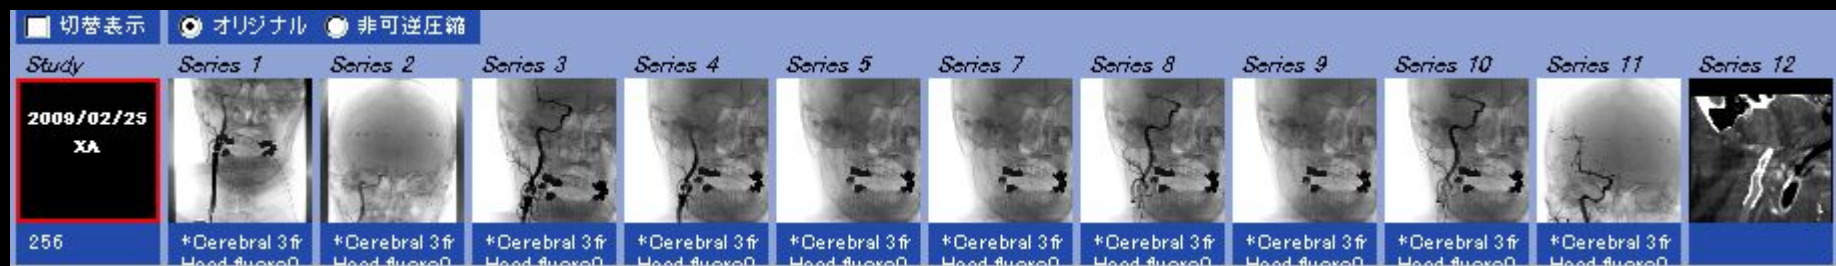 切替表示 オリジナル 非可逆圧縮
Study Series 1 Series 2 Series 3 Series 4 Series 5 Series 7 Series 8 Series 9 Series 10 Series 11 Series 12
2009/02/25
XA
256 *Cerebral 3fr *Cerebral 3fr *Cerebral 3fr *Cerebral 3fr *Cerebral 3fr *Cerebral 3fr *Cerebral 3fr *Cerebral 3fr *Cerebral 3fr *Cerebral 3fr